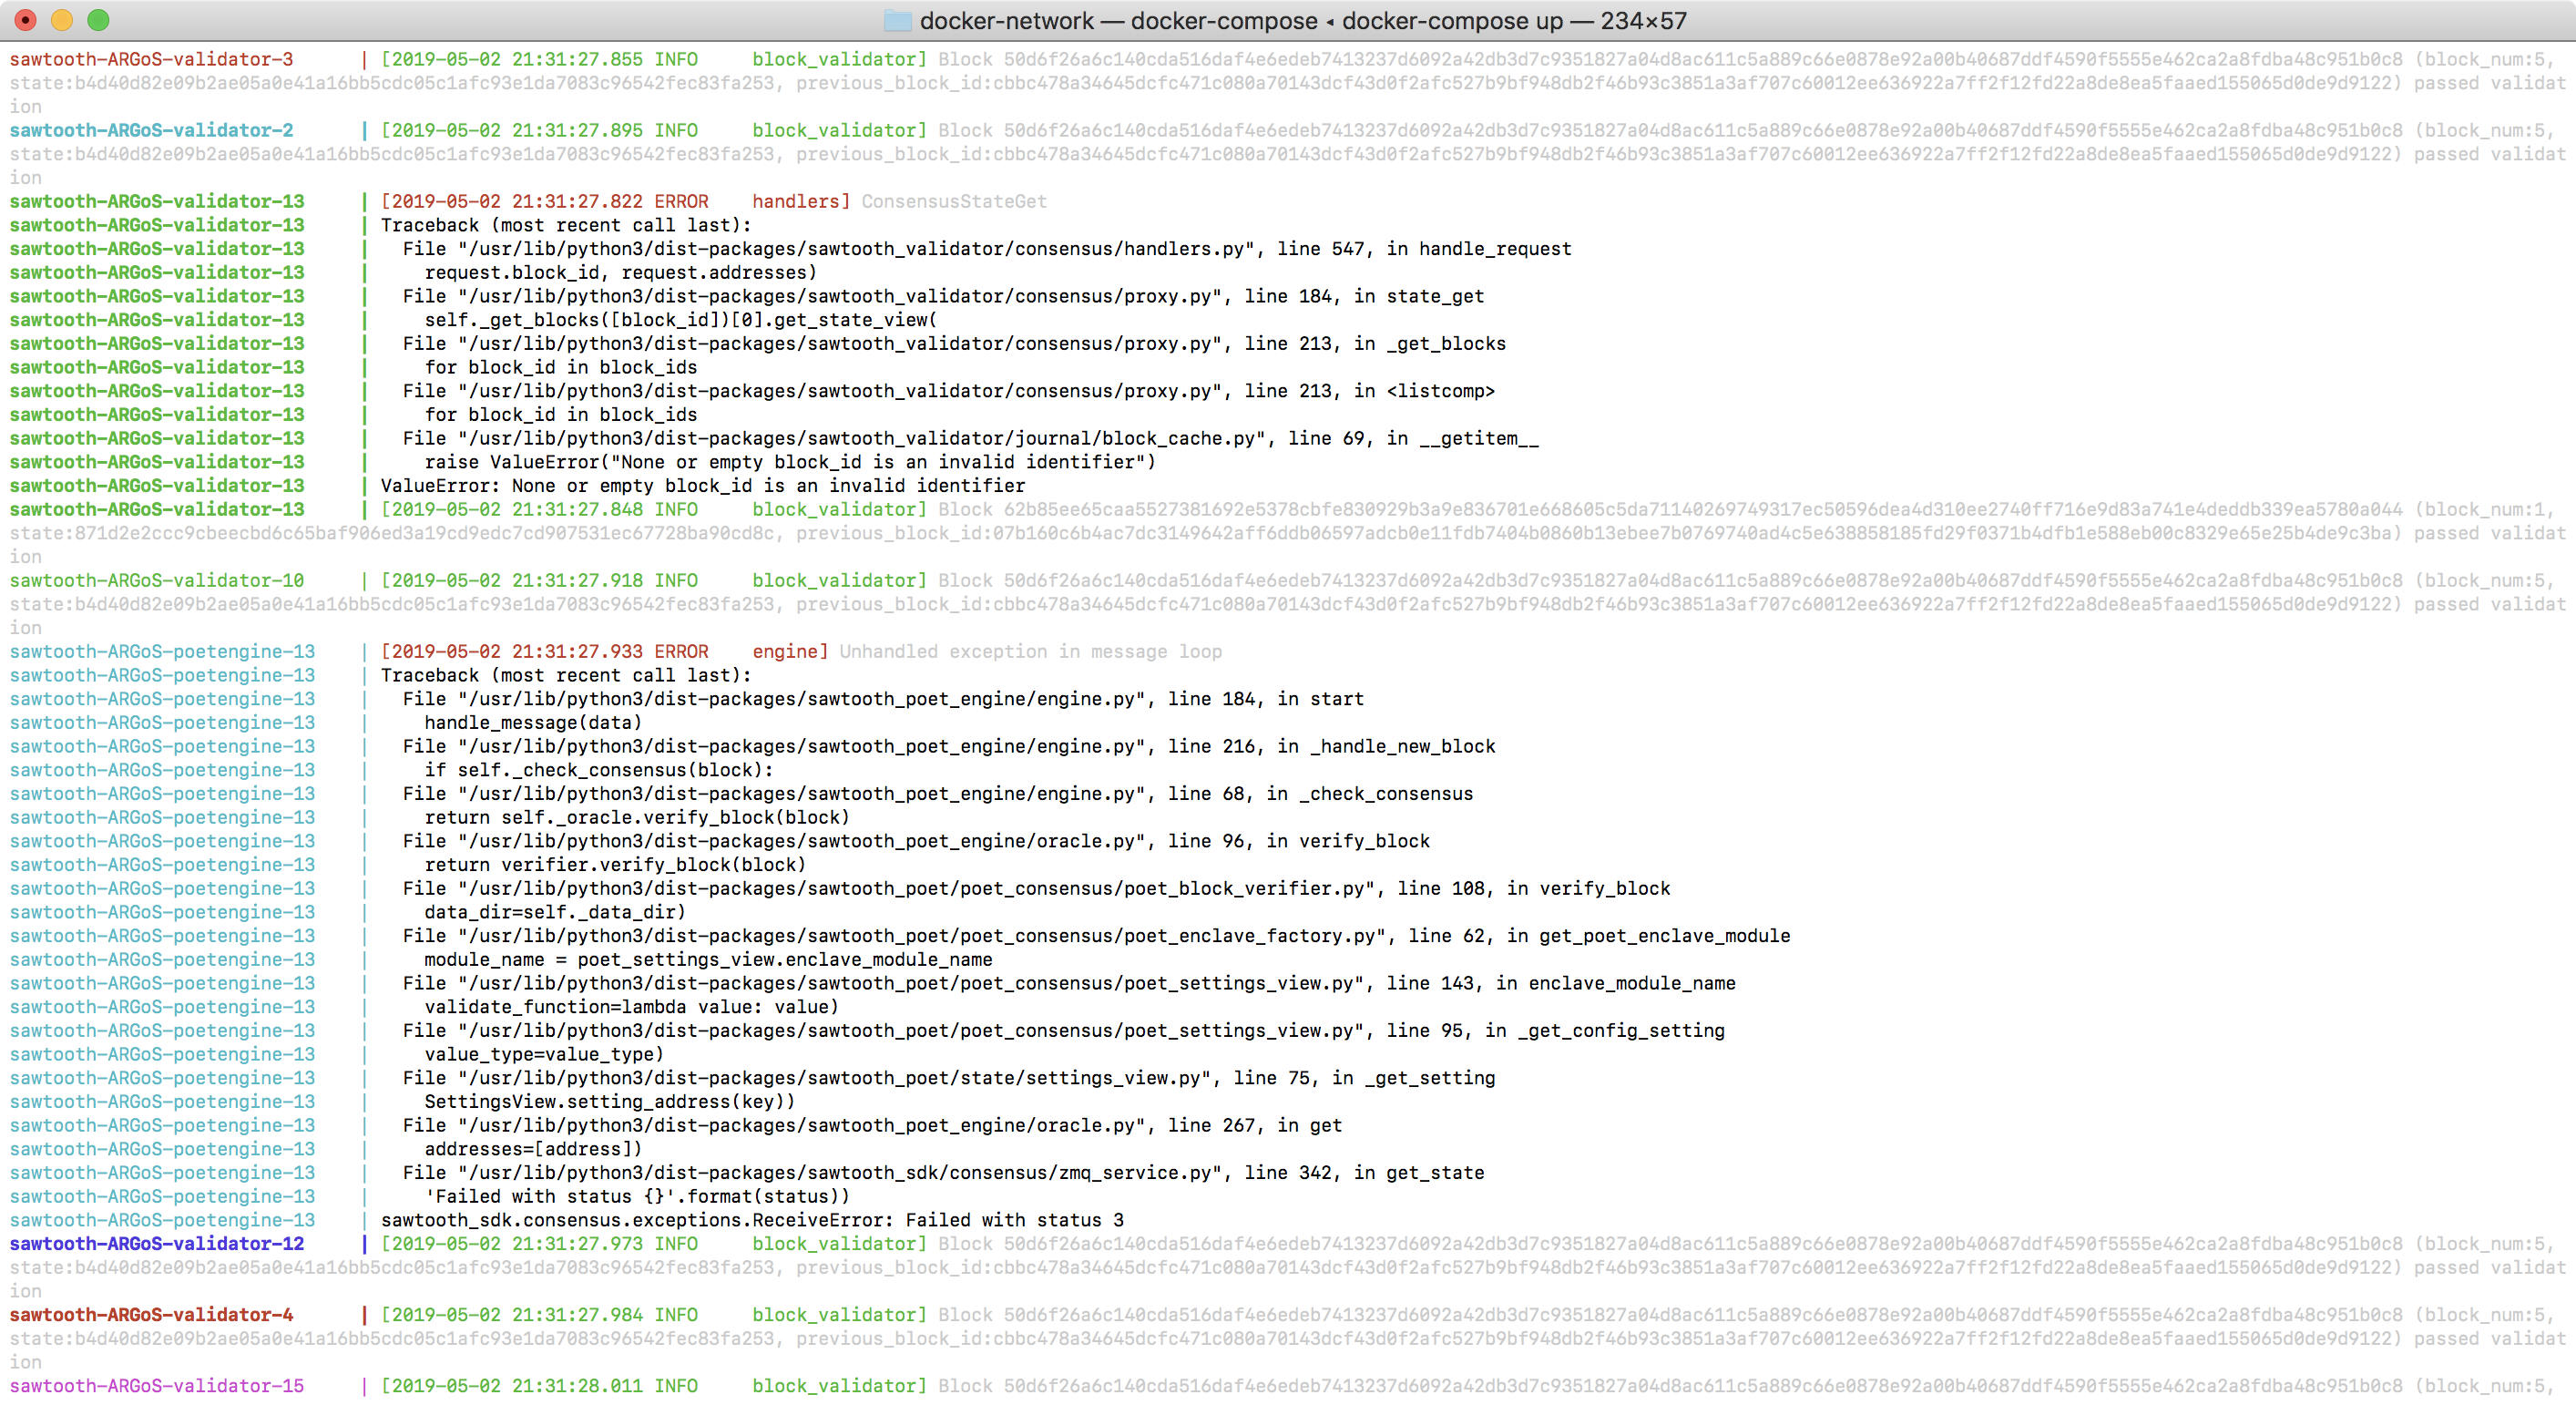 docker-network — docker-compose ◂ docker-compose up — 234×57
sawtooth-ARGoS-validator-3 | [2019-05-02 21:31:27.855 INFO block_validator] Block 50d6f26a6c140cda516daf4e6edeb7413237d6092a42db3d7c9351827a04d8ac611c5a889c66e0878e92a00b40687ddf4590f5555e462ca2a8fdba48c951b0c8 (block_num:5,
state:b4d40d82e09b2ae05a0e41a16bb5cdc05c1afc93e1da7083c96542fec83fa253, previous_block_id:cbbc478a34645dcfc471c080a70143dcf43d0f2afc527b9bf948db2f46b93c3851a3af707c60012ee636922a7ff2f12fd22a8de8ea5faaed155065d0de9d9122) passed validat
ion
sawtooth-ARGoS-validator-2 | [2019-05-02 21:31:27.895 INFO block_validator] Block 50d6f26a6c140cda516daf4e6edeb7413237d6092a42db3d7c9351827a04d8ac611c5a889c66e0878e92a00b40687ddf4590f5555e462ca2a8fdba48c951b0c8 (block_num:5,
state:b4d40d82e09b2ae05a0e41a16bb5cdc05c1afc93e1da7083c96542fec83fa253, previous_block_id:cbbc478a34645dcfc471c080a70143dcf43d0f2afc527b9bf948db2f46b93c3851a3af707c60012ee636922a7ff2f12fd22a8de8ea5faaed155065d0de9d9122) passed validat
ion
sawtooth-ARGoS-validator-13 | [2019-05-02 21:31:27.822 ERROR handlers] ConsensusStateGet
sawtooth-ARGoS-validator-13 | Traceback (most recent call last):
sawtooth-ARGoS-validator-13 | File "/usr/lib/python3/dist-packages/sawtooth_validator/consensus/handlers.py", line 547, in handle_request
sawtooth-ARGoS-validator-13 | request.block_id, request.addresses)
sawtooth-ARGoS-validator-13 | File "/usr/lib/python3/dist-packages/sawtooth_validator/consensus/proxy.py", line 184, in state_get
sawtooth-ARGoS-validator-13 | self._get_blocks([block_id])[0].get_state_view(
sawtooth-ARGoS-validator-13 | File "/usr/lib/python3/dist-packages/sawtooth_validator/consensus/proxy.py", line 213, in _get_blocks
sawtooth-ARGoS-validator-13 | for block_id in block_ids
sawtooth-ARGoS-validator-13 | File "/usr/lib/python3/dist-packages/sawtooth_validator/consensus/proxy.py", line 213, in <listcomp>
sawtooth-ARGoS-validator-13 | for block_id in block_ids
sawtooth-ARGoS-validator-13 | File "/usr/lib/python3/dist-packages/sawtooth_validator/journal/block_cache.py", line 69, in __getitem__
sawtooth-ARGoS-validator-13 | raise ValueError("None or empty block_id is an invalid identifier")
sawtooth-ARGoS-validator-13 | ValueError: None or empty block_id is an invalid identifier
sawtooth-ARGoS-validator-13 | [2019-05-02 21:31:27.848 INFO block_validator] Block 62b85ee65caa5527381692e5378cbfe830929b3a9e836701e668605c5da71140269749317ec50596dea4d310ee2740ff716e9d83a741e4deddb339ea5780a044 (block_num:1,
state:871d2e2ccc9cbeecbd6c65baf906ed3a19cd9edc7cd907531ec67728ba90cd8c, previous_block_id:07b160c6b4ac7dc3149642aff6ddb06597adcb0e11fdb7404b0860b13ebee7b0769740ad4c5e638858185fd29f0371b4dfb1e588eb00c8329e65e25b4de9c3ba) passed validat
ion
sawtooth-ARGoS-validator-10 | [2019-05-02 21:31:27.918 INFO block_validator] Block 50d6f26a6c140cda516daf4e6edeb7413237d6092a42db3d7c9351827a04d8ac611c5a889c66e0878e92a00b40687ddf4590f5555e462ca2a8fdba48c951b0c8 (block_num:5,
state:b4d40d82e09b2ae05a0e41a16bb5cdc05c1afc93e1da7083c96542fec83fa253, previous_block_id:cbbc478a34645dcfc471c080a70143dcf43d0f2afc527b9bf948db2f46b93c3851a3af707c60012ee636922a7ff2f12fd22a8de8ea5faaed155065d0de9d9122) passed validat
ion
sawtooth-ARGoS-poetengine-13 | [2019-05-02 21:31:27.933 ERROR engine] Unhandled exception in message loop
sawtooth-ARGoS-poetengine-13 | Traceback (most recent call last):
sawtooth-ARGoS-poetengine-13 | File "/usr/lib/python3/dist-packages/sawtooth_poet_engine/engine.py", line 184, in start
sawtooth-ARGoS-poetengine-13 | handle_message(data)
sawtooth-ARGoS-poetengine-13 | File "/usr/lib/python3/dist-packages/sawtooth_poet_engine/engine.py", line 216, in _handle_new_block
sawtooth-ARGoS-poetengine-13 | if self._check_consensus(block):
sawtooth-ARGoS-poetengine-13 | File "/usr/lib/python3/dist-packages/sawtooth_poet_engine/engine.py", line 68, in _check_consensus
sawtooth-ARGoS-poetengine-13 | return self._oracle.verify_block(block)
sawtooth-ARGoS-poetengine-13 | File "/usr/lib/python3/dist-packages/sawtooth_poet_engine/oracle.py", line 96, in verify_block
sawtooth-ARGoS-poetengine-13 | return verifier.verify_block(block)
sawtooth-ARGoS-poetengine-13 | File "/usr/lib/python3/dist-packages/sawtooth_poet/poet_consensus/poet_block_verifier.py", line 108, in verify_block
sawtooth-ARGoS-poetengine-13 | data_dir=self._data_dir)
sawtooth-ARGoS-poetengine-13 | File "/usr/lib/python3/dist-packages/sawtooth_poet/poet_consensus/poet_enclave_factory.py", line 62, in get_poet_enclave_module
sawtooth-ARGoS-poetengine-13 | module_name = poet_settings_view.enclave_module_name
sawtooth-ARGoS-poetengine-13 | File "/usr/lib/python3/dist-packages/sawtooth_poet/poet_consensus/poet_settings_view.py", line 143, in enclave_module_name
sawtooth-ARGoS-poetengine-13 | validate_function=lambda value: value)
sawtooth-ARGoS-poetengine-13 | File "/usr/lib/python3/dist-packages/sawtooth_poet/poet_consensus/poet_settings_view.py", line 95, in _get_config_setting
sawtooth-ARGoS-poetengine-13 | value_type=value_type)
sawtooth-ARGoS-poetengine-13 | File "/usr/lib/python3/dist-packages/sawtooth_poet/state/settings_view.py", line 75, in _get_setting
sawtooth-ARGoS-poetengine-13 | SettingsView.setting_address(key))
sawtooth-ARGoS-poetengine-13 | File "/usr/lib/python3/dist-packages/sawtooth_poet_engine/oracle.py", line 267, in get
sawtooth-ARGoS-poetengine-13 | addresses=[address])
sawtooth-ARGoS-poetengine-13 | File "/usr/lib/python3/dist-packages/sawtooth_sdk/consensus/zmq_service.py", line 342, in get_state
sawtooth-ARGoS-poetengine-13 | 'Failed with status {}'.format(status))
sawtooth-ARGoS-poetengine-13 | sawtooth_sdk.consensus.exceptions.ReceiveError: Failed with status 3
sawtooth-ARGoS-validator-12 | [2019-05-02 21:31:27.973 INFO block_validator] Block 50d6f26a6c140cda516daf4e6edeb7413237d6092a42db3d7c9351827a04d8ac611c5a889c66e0878e92a00b40687ddf4590f5555e462ca2a8fdba48c951b0c8 (block_num:5,
state:b4d40d82e09b2ae05a0e41a16bb5cdc05c1afc93e1da7083c96542fec83fa253, previous_block_id:cbbc478a34645dcfc471c080a70143dcf43d0f2afc527b9bf948db2f46b93c3851a3af707c60012ee636922a7ff2f12fd22a8de8ea5faaed155065d0de9d9122) passed validat
ion
sawtooth-ARGoS-validator-4 | [2019-05-02 21:31:27.984 INFO block_validator] Block 50d6f26a6c140cda516daf4e6edeb7413237d6092a42db3d7c9351827a04d8ac611c5a889c66e0878e92a00b40687ddf4590f5555e462ca2a8fdba48c951b0c8 (block_num:5,
state:b4d40d82e09b2ae05a0e41a16bb5cdc05c1afc93e1da7083c96542fec83fa253, previous_block_id:cbbc478a34645dcfc471c080a70143dcf43d0f2afc527b9bf948db2f46b93c3851a3af707c60012ee636922a7ff2f12fd22a8de8ea5faaed155065d0de9d9122) passed validat
ion
sawtooth-ARGoS-validator-15 | [2019-05-02 21:31:28.011 INFO block_validator] Block 50d6f26a6c140cda516daf4e6edeb7413237d6092a42db3d7c9351827a04d8ac611c5a889c66e0878e92a00b40687ddf4590f5555e462ca2a8fdba48c951b0c8 (block_num:5,